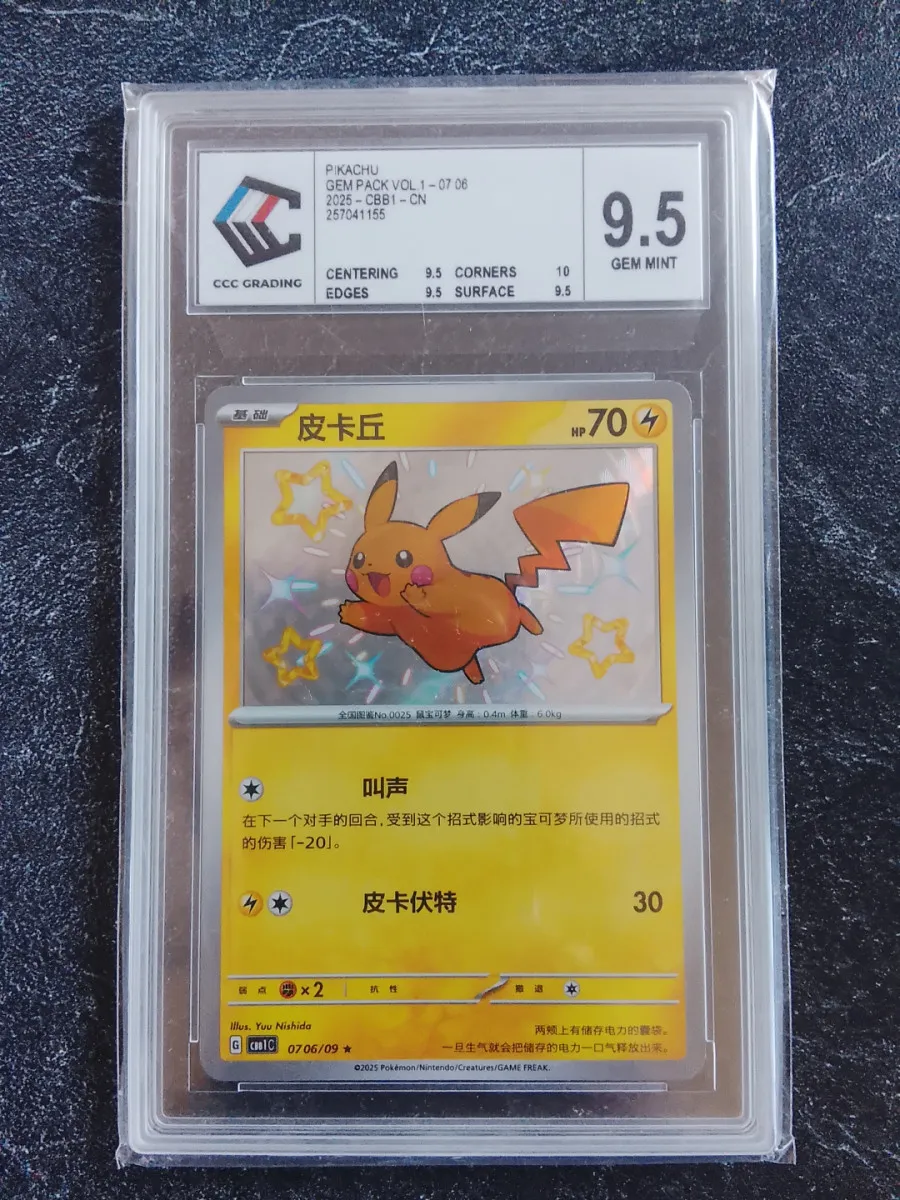 PIKACHU
GEM PACK VOL.1 – 07 06
2025 – CBB1 – CN
257041155
CCC GRADING
CENTERING 9.5 CORNERS 10
EDGES 9.5 SURFACE 9.5
9.5
GEM MINT
基础
皮卡丘
HP70
全国图鉴No.0025 鼠宝可梦 身高：0.4m 体重：6.0kg
叫声
在下一个对手的回合，受到这个招式影响的宝可梦所使用的招式
的伤害「-20」。
皮卡伏特 30
弱点 ×2 抗性 撤退
Illus. Yuu Nishida
G CBB1C 07 06/09 ★
两颊上有储存电力的囊袋。
一旦生气就会把储存的电力一口气释放出来。
©2025 Pokémon/Nintendo/Creatures/GAME FREAK.